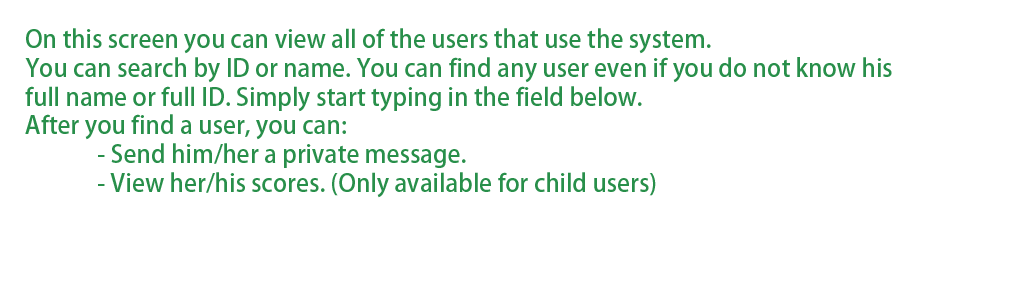 On this screen you can view all of the users that use the system.
You can search by ID or name. You can find any user even if you do not know his
full name or full ID. Simply start typing in the field below.
After you find a user, you can:
- Send him/her a private message.
- View her/his scores. (Only available for child users)